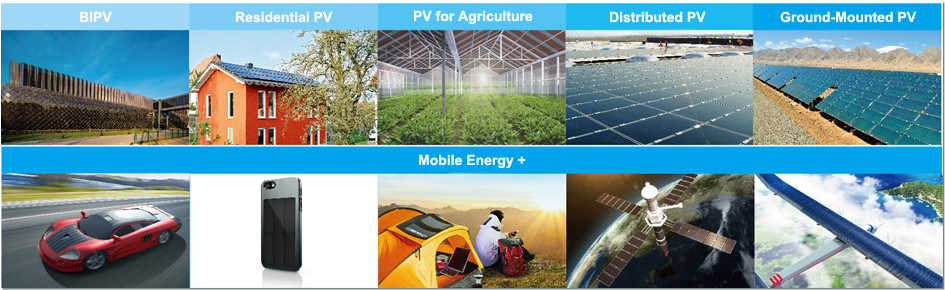 BIPV
Residential PV
PV for Agriculture
Distributed PV
Ground-Mounted PV
Mobile Energy +